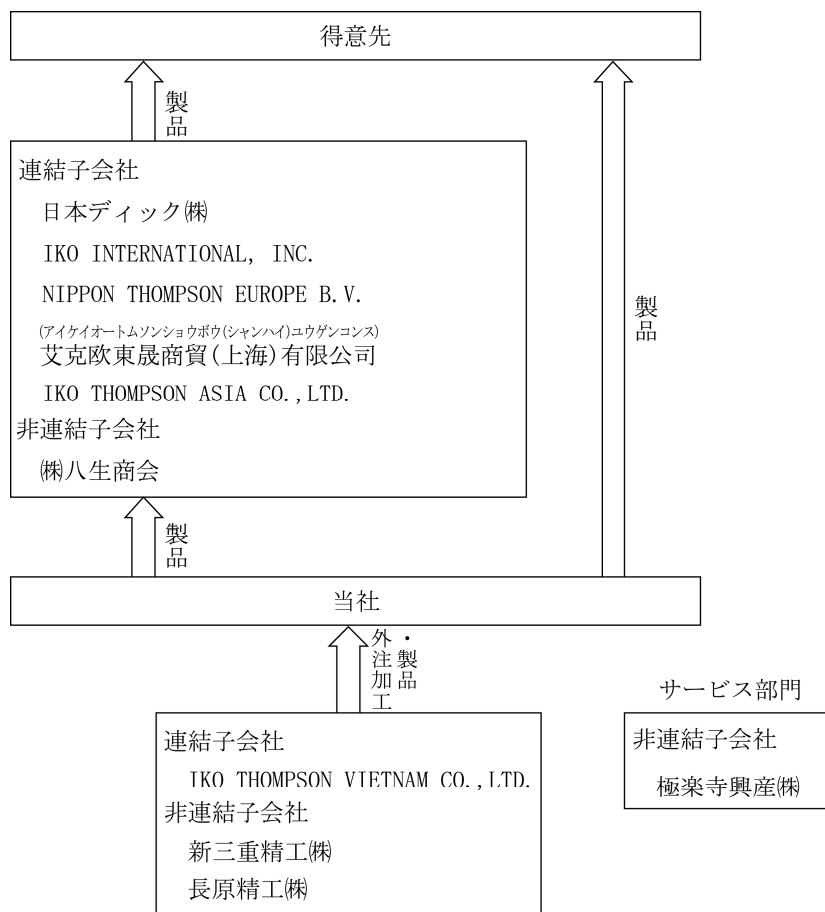 得意先
製品
連結子会社
日本ディック㈱
IKO INTERNATIONAL, INC.
NIPPON THOMPSON EUROPE B.V.
(アイケイオートムソンショウボウ(シャンハイ)ユウゲンコンス)
艾克欧東晟商貿(上海)有限公司
IKO THOMPSON ASIA CO.,LTD.
非連結子会社
㈱八生商会
製品
製品
当社
外注加工
・製品
連結子会社
IKO THOMPSON VIETNAM CO.,LTD.
非連結子会社
新三重精工㈱
長原精工㈱
サービス部門
非連結子会社
極楽寺興産㈱